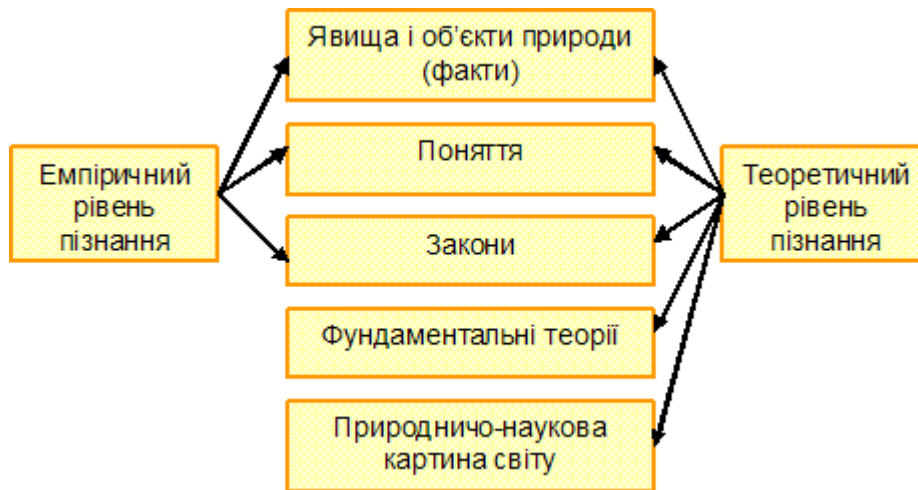 Явища і об’єкти природи
(факти)
Поняття
Емпіричний
рівень
пізнання
Теоретичний
рівень
пізнання
Закони
Фундаментальні теорії
Природничо-наукова
картина світу